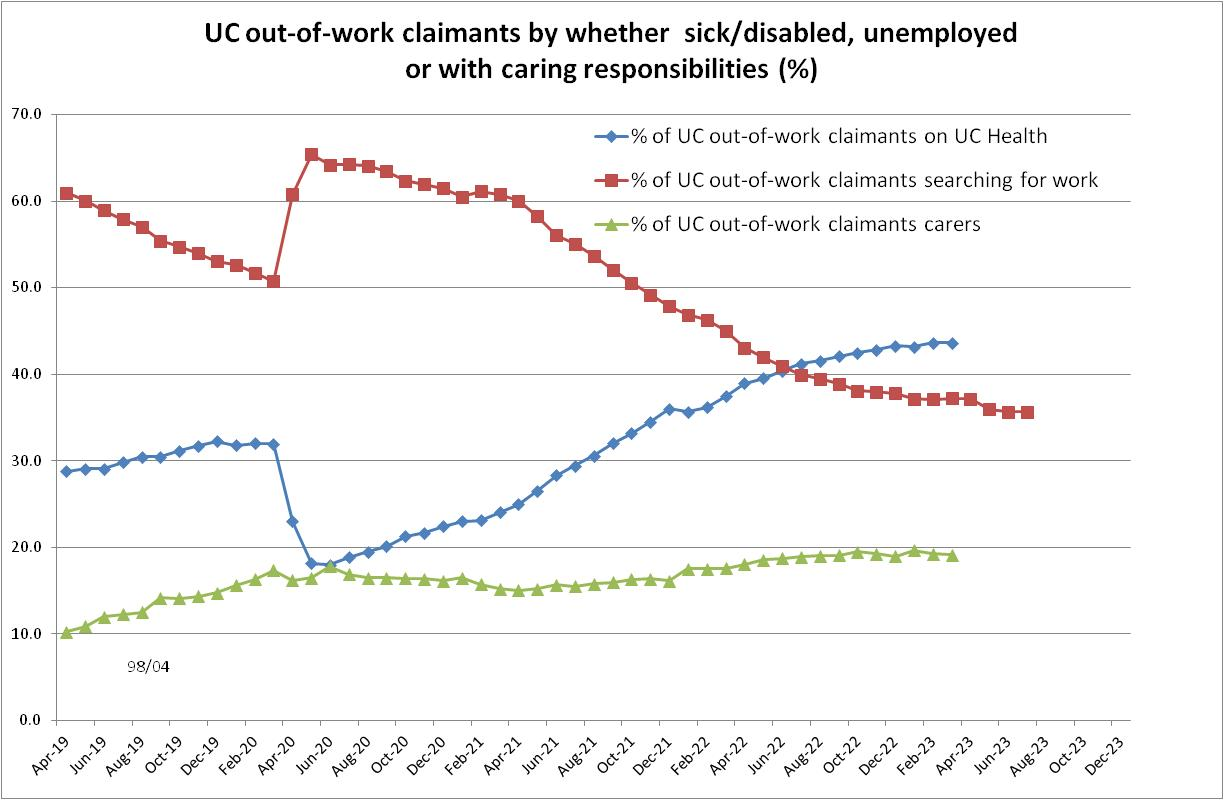 UC out-of-work claimants by whether  sick/disabled, unemployed
or with caring responsibilities (%)
70.0
% of UC out-of-work claimants on UC Health
% of UC out-of-work claimants searching for work
60.0
% of UC out-of-work claimants carers
50.0
40.0
30.0
20.0
10.0
98/04
0.0
Apr-19
Jun-19
Aug-19
Oct-19
Dec-19
Feb-20
Apr-20
Jun-20
Aug-20
Oct-20
Dec-20
Feb-21
Apr-21
Jun-21
Aug-21
Oct-21
Dec-21
Feb-22
Apr-22
Jun-22
Aug-22
Oct-22
Dec-22
Feb-23
Apr-23
Jun-23
Aug-23
Oct-23
Dec-23